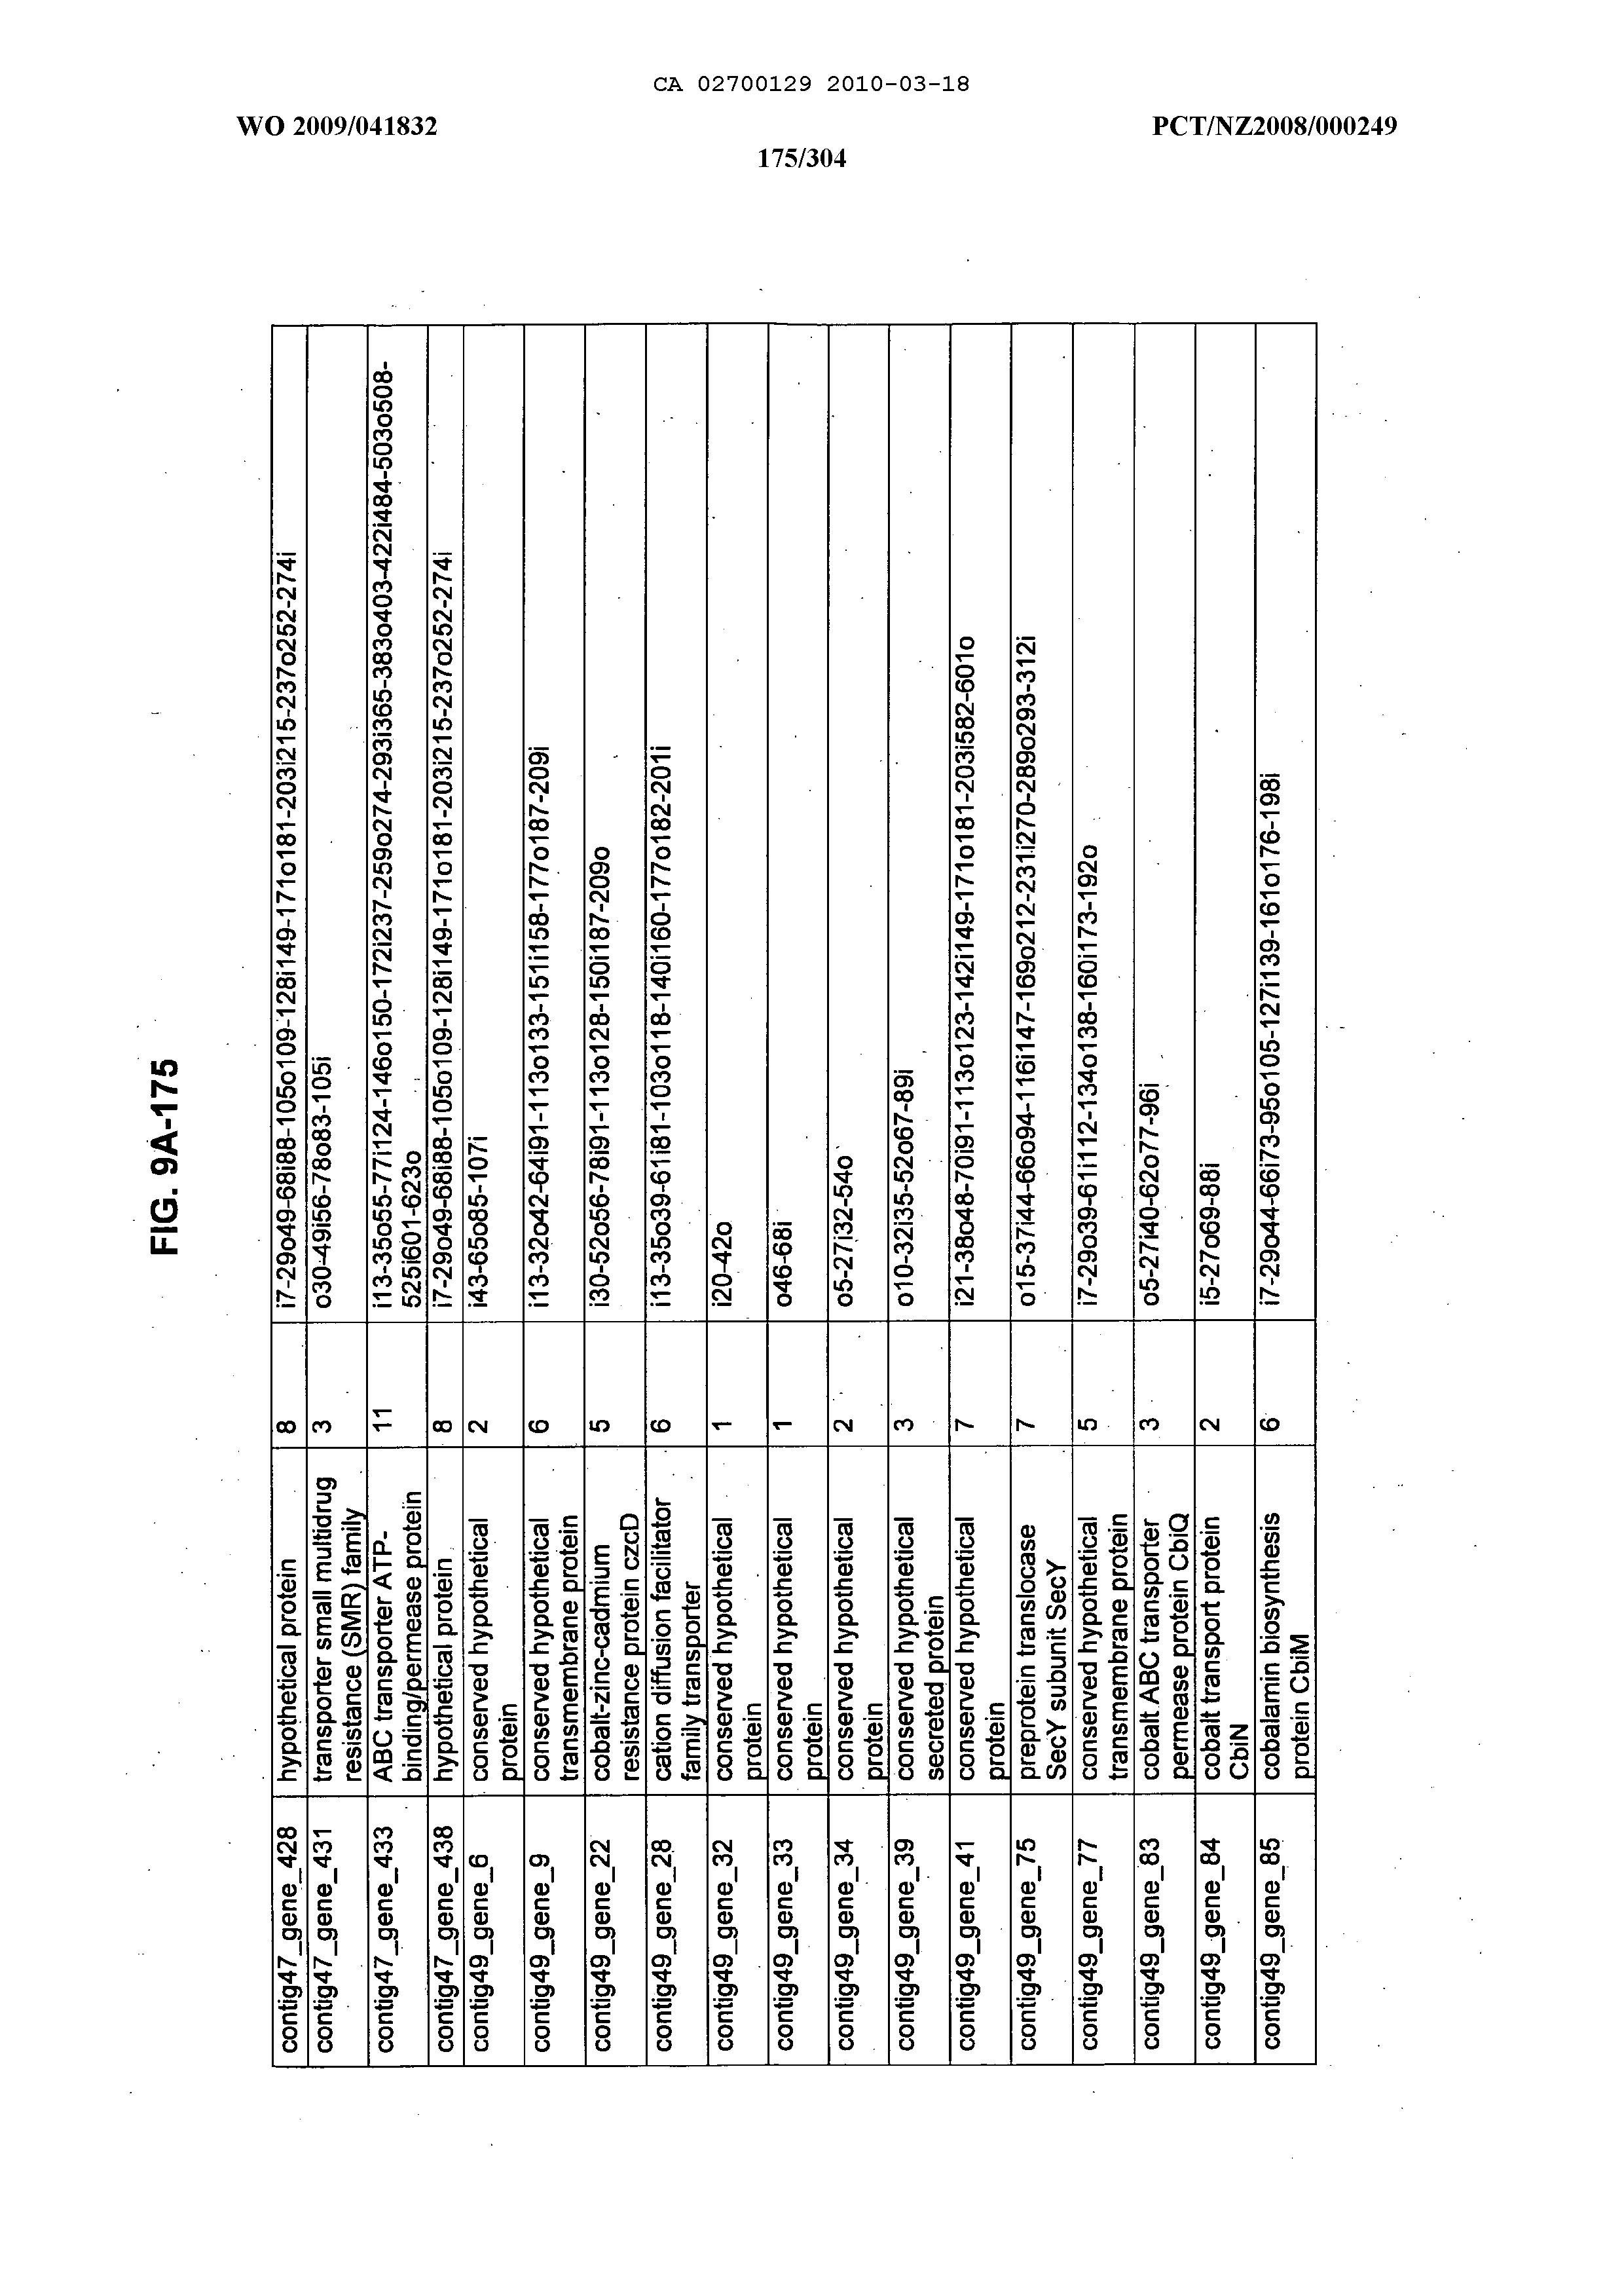 CA 02700129 2010-03-18
WO 2009/041832
PCT/NZ2008/000249
175/304
FIG. 9A-175
contig47_gene_428 hypothetical protein 8 i7-29o49-68i88-105o109-128i149-171o181-203i215-237o252-274i
contig47_gene_431 transporter small multidrug 3 o30-49i56-78o83-105i
resistance (SMR) family
contig47_gene_433 ABC transporter ATP- 11 i13-35o55-77i124-146o150-172i237-259o274-293i365-383o403-422i484-503o508-
binding/permease protein 525i601-623o
contig47_gene_438 hypothetical protein 8 i7-29o49-68i88-105o109-128i149-171o181-203i215-237o252-274i
contig49_gene_6 conserved hypothetical 2 i43-65o85-107i
protein
contig49_gene_9 conserved hypothetical 6 i13-32o42-64i91-113o133-151i158-177o187-209i
transmembrane protein
contig49_gene_22 cobalt-zinc-cadmium 5 i30-52o56-78i91-113o128-150i187-209o
resistance protein czcD
contig49_gene_28 cation diffusion facilitator 6 i13-35o39-61i81-103o118-140i160-177o182-201i
family transporter
contig49_gene_32 conserved hypothetical 1 i20-42o
protein
contig49_gene_33 conserved hypothetical 1 o46-68i
protein
contig49_gene_34 conserved hypothetical 2 o5-27i32-54o
protein
contig49_gene_39 conserved hypothetical 3 o10-32i35-52o67-89i
secreted protein
contig49_gene_41 conserved hypothetical 7 i21-38o48-70i91-113o123-142i149-171o181-203i582-601o
protein
contig49_gene_75 preprotein translocase 7 o15-37i44-66o94-116i147-169o212-231i270-289o293-312i
SecY subunit SecY
contig49_gene_77 conserved hypothetical 5 i7-29o39-61i112-134o138-160i173-192o
transmembrane protein
contig49_gene_83 cobalt ABC transporter 3 o5-27i40-62o77-96i
permease protein CbiQ
contig49_gene_84 cobalt transport protein 2 i5-27o69-88i
CbiN
contig49_gene_85 cobalamin biosynthesis 6 i7-29o44-66i73-95o105-127i139-161o176-198i
protein CbiM